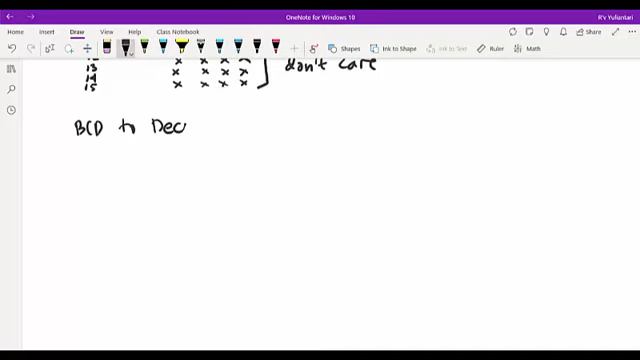 OneNote for Windows 10
R'v Yuliantari
Home Insert Draw View Help Class Notebook Share
Shapes Ink to Shape Ink to Text Ruler Math
13 x x x x don't care
14 x x x x
15 x x x x
BCD to Dec